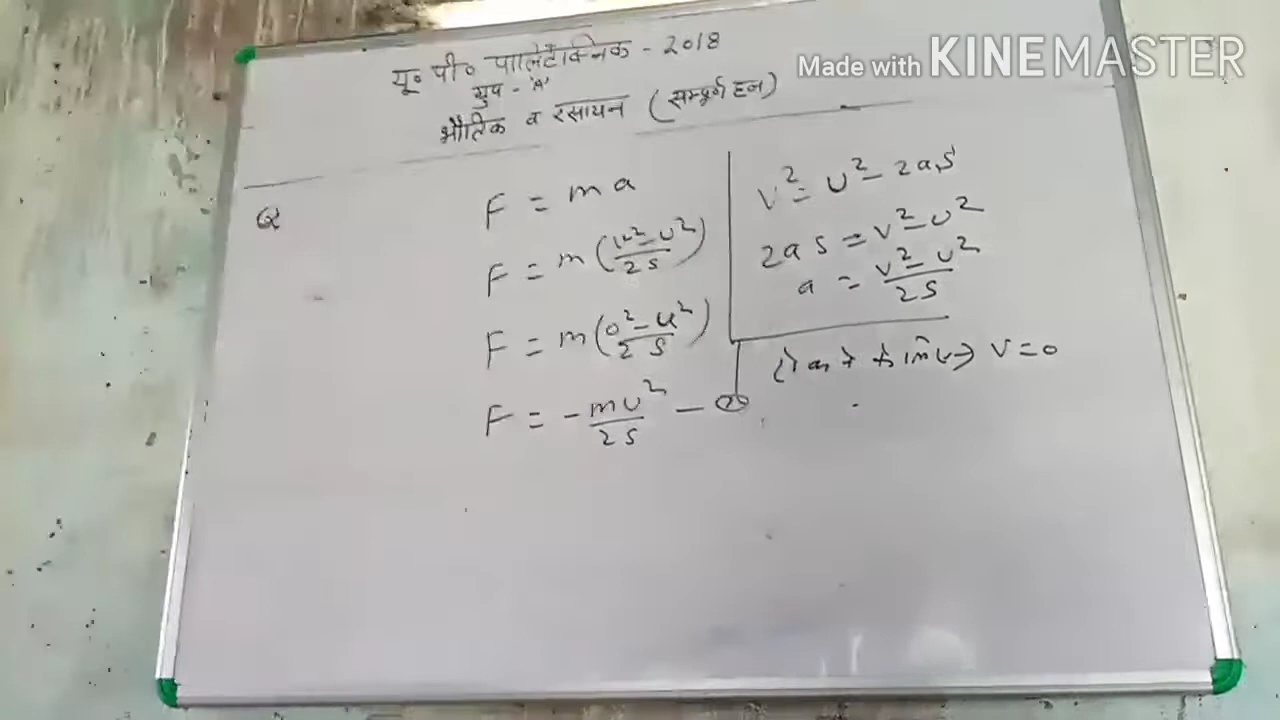 Made with KINEMASTER
यू० पी० पालिटेक्निक - 2018
ग्रुप - 'A'
भौतिक व रसायन (सम्पूर्ण हल)
Q
F = ma
F = m(v²-u²/2s)
F = m(0²-u²/2s)
F = -mu²/2s - ②
v² = u² - 2as
2as = v² - u²
a = v² - u²/2s
v = 0